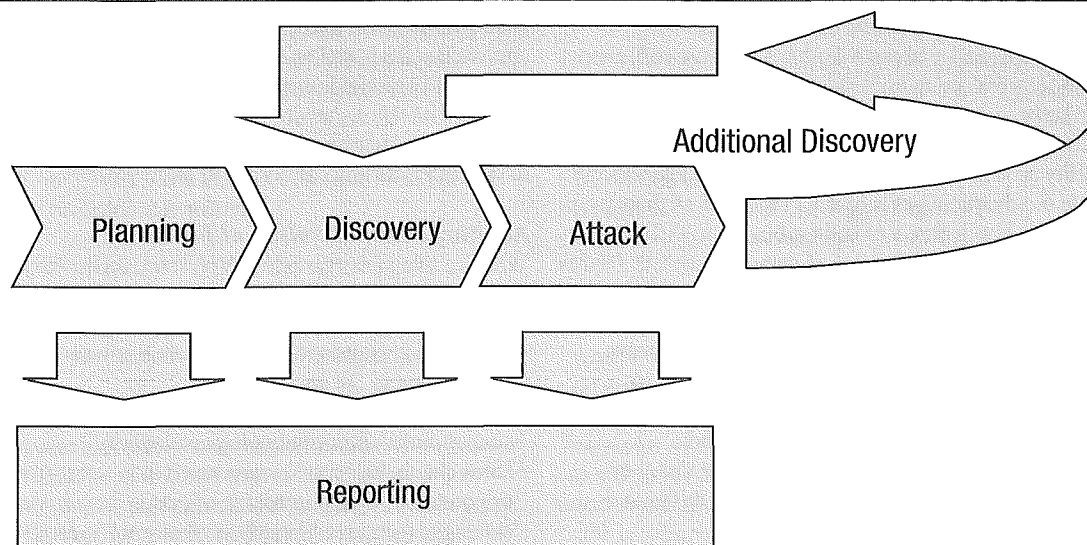 Additional Discovery
Planning
Discovery
Attack
Reporting